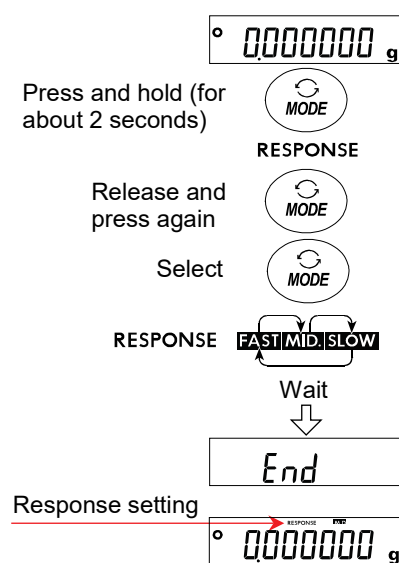 0.000000 g
Press and hold (for
about 2 seconds)
MODE
RESPONSE
Release and
press again
MODE
Select
MODE
RESPONSE FAST MID. SLOW
Wait
End
Response setting
RESPONSE MID.
0.000000 g